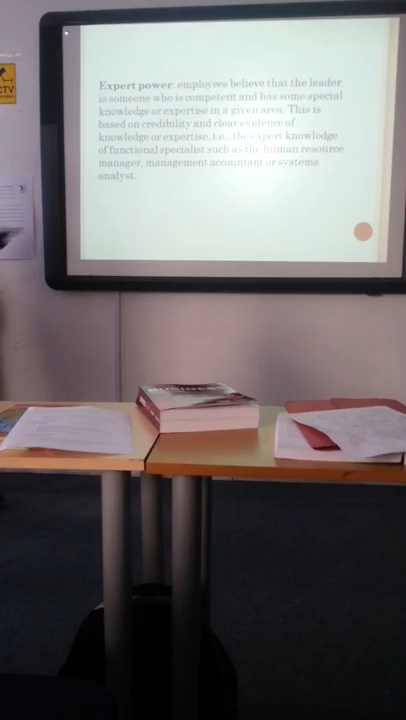 Expert power: employees believe that the leader
is someone who is competent and has some special
knowledge or expertise in a given area. This is
based on credibility and clear evidence of
knowledge or expertise, i.e.: the expert knowledge
of functional specialist such as the human resource
manager, management accountant or systems
analyst.
CTV
BUSINESS